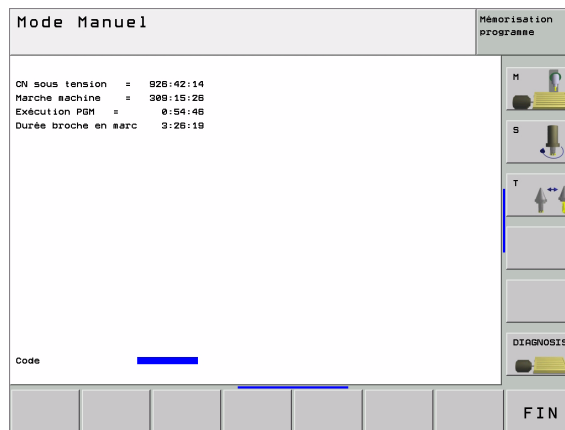 Mode Manuel
Mémorisation
programme
CN sous tension = 926:42:14
Marche machine = 309:15:26
Exécution PGM = 0:54:46
Durée broche en marc 3:26:19
M
S
T
DIAGNOSIS
Code
FIN